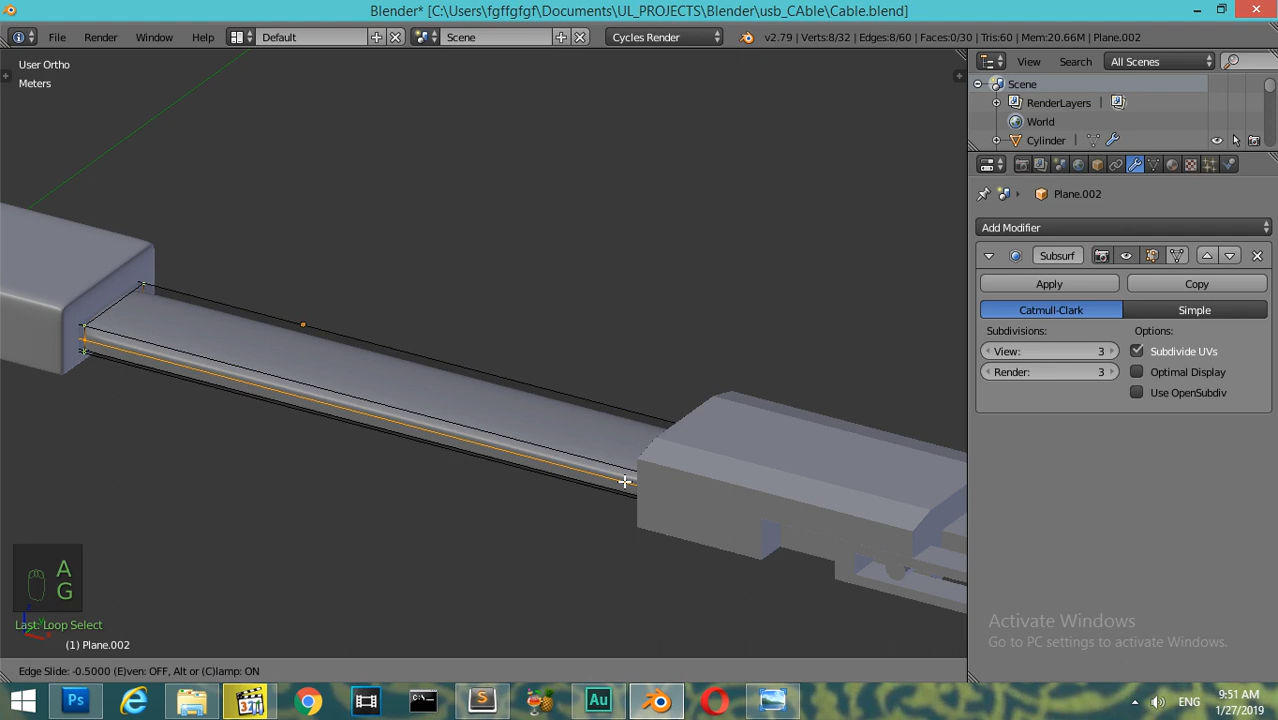 Blender* [C:\Users\fgffgfgf\Documents\UL_PROJECTS\Blender\usb_CAble\Cable.blend]
File Render Window Help Default Scene Cycles Render v2.79 | Verts:8/32 | Edges:8/60 | Faces:0/30 | Tris:60 | Mem:20.66M | Plane.002
User Ortho
Meters
View Search All Scenes
Scene
RenderLayers
World
Cylinder
Plane.002
Add Modifier
Subsurf
Apply Copy
Catmull-Clark Simple
Subdivisions: Options:
View: 3 Subdivide UVs
Render: 3 Optimal Display
Use OpenSubdiv
A
G
Last: Loop Select
(1) Plane.002
Activate Windows
Go to PC settings to activate Windows.
Edge Slide: -0.5000 (E)ven: OFF, Alt or (C)lamp: ON
Ps
321
S
Au
ENG
9:51 AM
1/27/2019